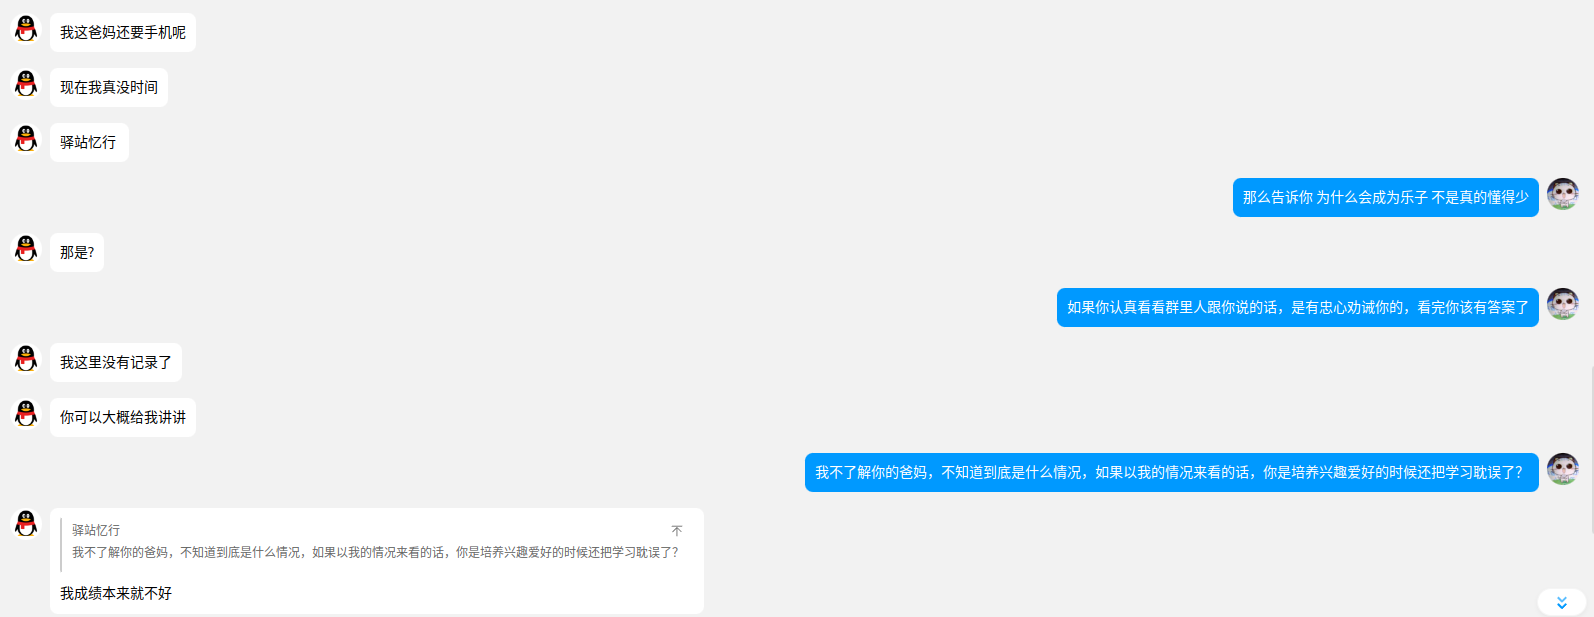 我这爸妈还要手机呢
现在我真没时间
驿站忆行
那么告诉你 为什么会成为乐子 不是真的懂得少
那是?
如果你认真看看群里人跟你说的话，是有忠心劝诫你的，看完你该有答案了
我这里没有记录了
你可以大概给我讲讲
我不了解你的爸妈，不知道到底是什么情况，如果以我的情况来看的话，你是培养兴趣爱好的时候还把学习耽误了？
驿站忆行
我不了解你的爸妈，不知道到底是什么情况，如果以我的情况来看的话，你是培养兴趣爱好的时候还把学习耽误了？
我成绩本来就不好